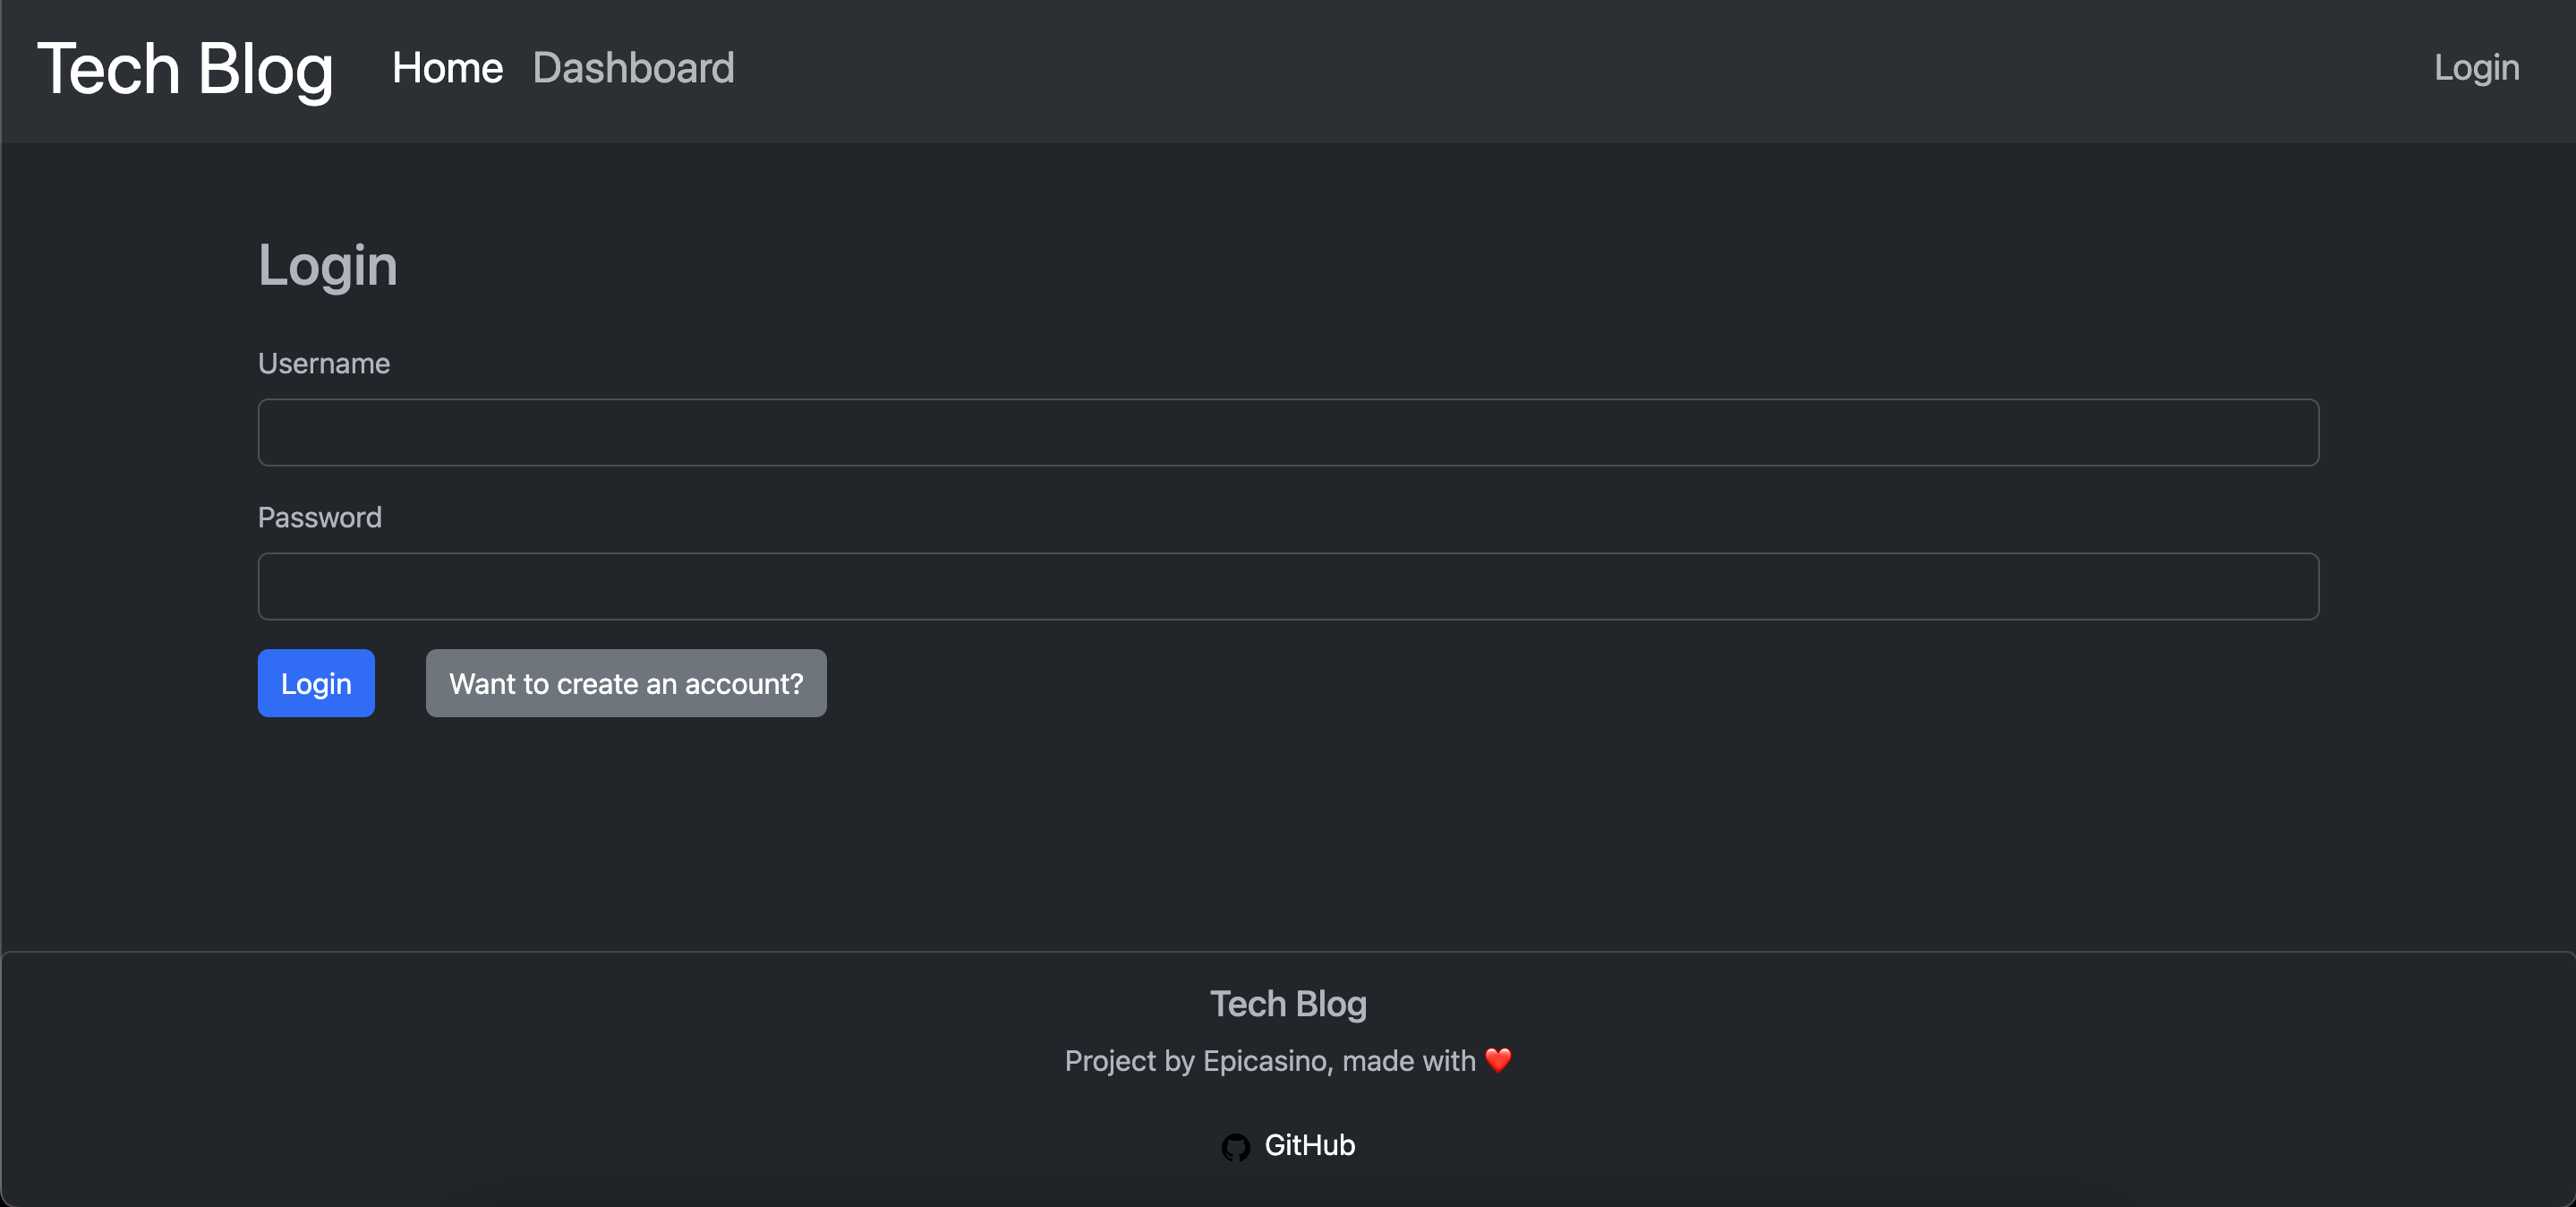 Tech Blog Home Dashboard Login
Login
Username
Password
Login Want to create an account?
Tech Blog
Project by Epicasino, made with ❤️
GitHub